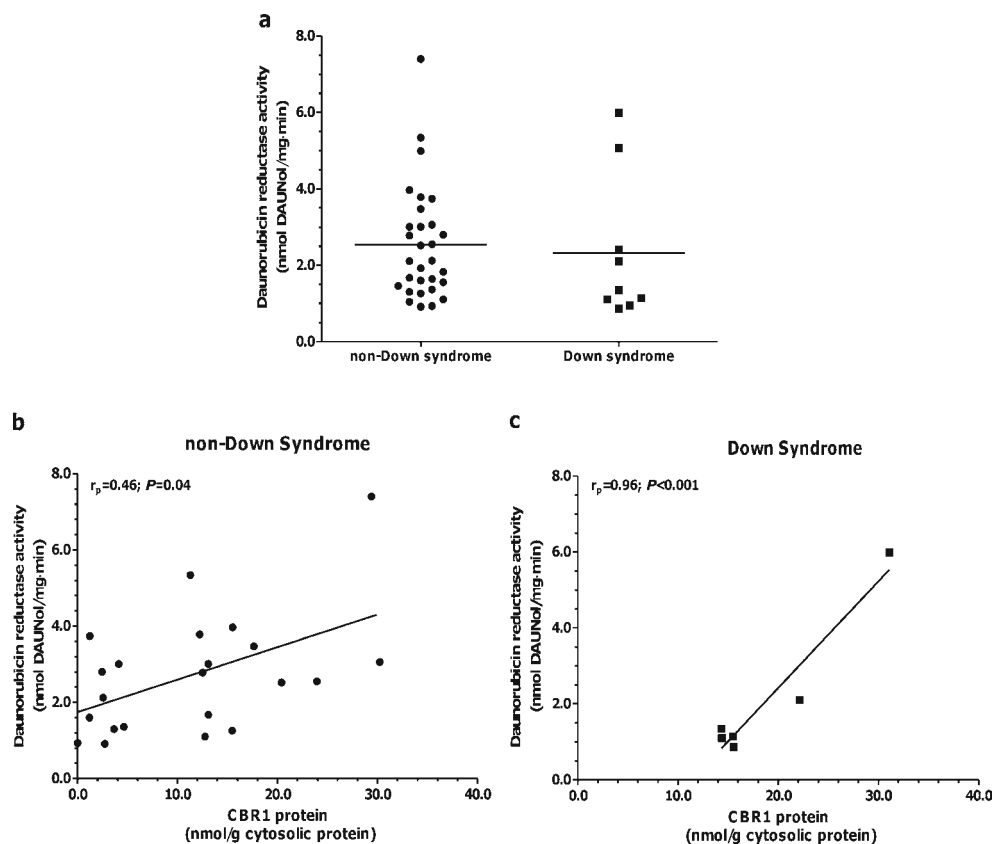 a
Daunorubicin reductase activity
(nmol DAUNol/mg·min)
8.0
6.0
4.0
2.0
0.0
non-Down syndrome
Down syndrome
b
non-Down Syndrome
r_p=0.46; P=0.04
Daunorubicin reductase activity
(nmol DAUNol/mg·min)
8.0
6.0
4.0
2.0
0.0
0.0 10.0 20.0 30.0 40.0
CBR1 protein
(nmol/g cytosolic protein)
c
Down Syndrome
r_p=0.96; P<0.001
Daunorubicin reductase activity
(nmol DAUNol/mg·min)
8.0
6.0
4.0
2.0
0.0
0.0 10.0 20.0 30.0 40.0
CBR1 protein
(nmol/g cytosolic protein)